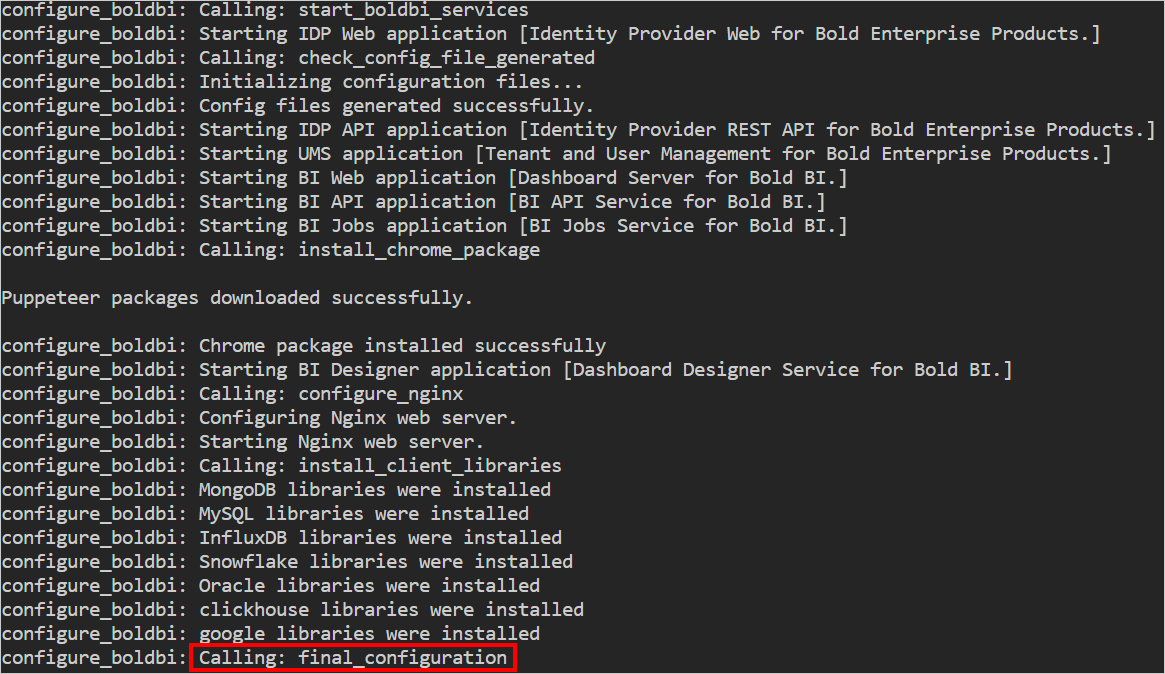 configure_boldbi: Calling: start_boldbi_services
configure_boldbi: Starting IDP Web application [Identity Provider Web for Bold Enterprise Products.]
configure_boldbi: Calling: check_config_file_generated
configure_boldbi: Initializing configuration files...
configure_boldbi: Config files generated successfully.
configure_boldbi: Starting IDP API application [Identity Provider REST API for Bold Enterprise Products.]
configure_boldbi: Starting UMS application [Tenant and User Management for Bold Enterprise Products.]
configure_boldbi: Starting BI Web application [Dashboard Server for Bold BI.]
configure_boldbi: Starting BI API application [BI API Service for Bold BI.]
configure_boldbi: Starting BI Jobs application [BI Jobs Service for Bold BI.]
configure_boldbi: Calling: install_chrome_package
Puppeteer packages downloaded successfully.
configure_boldbi: Chrome package installed successfully
configure_boldbi: Starting BI Designer application [Dashboard Designer Service for Bold BI.]
configure_boldbi: Calling: configure_nginx
configure_boldbi: Configuring Nginx web server.
configure_boldbi: Starting Nginx web server.
configure_boldbi: Calling: install_client_libraries
configure_boldbi: MongoDB libraries were installed
configure_boldbi: MySQL libraries were installed
configure_boldbi: InfluxDB libraries were installed
configure_boldbi: Snowflake libraries were installed
configure_boldbi: Oracle libraries were installed
configure_boldbi: clickhouse libraries were installed
configure_boldbi: google libraries were installed
configure_boldbi: Calling: final_configuration